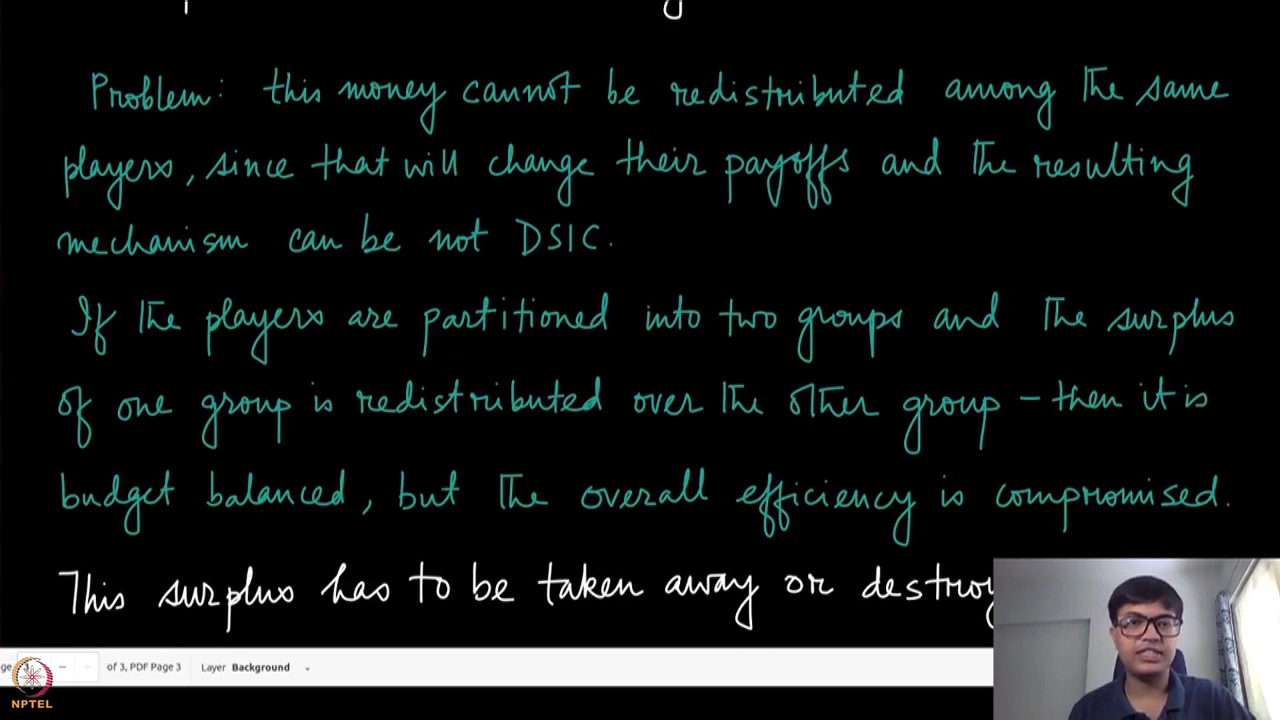 Problem: this money cannot be redistributed among the same
players, since that will change their payoffs and the resulting
mechanism can be not DSIC.
If the players are partitioned into two groups and the surplus
of one group is redistributed over the other group - then it is
budget balanced, but the overall efficiency is compromised.
This surplus has to be taken away or destroy
ge 3 of 3, PDF Page 3 Layer Background
NPTEL